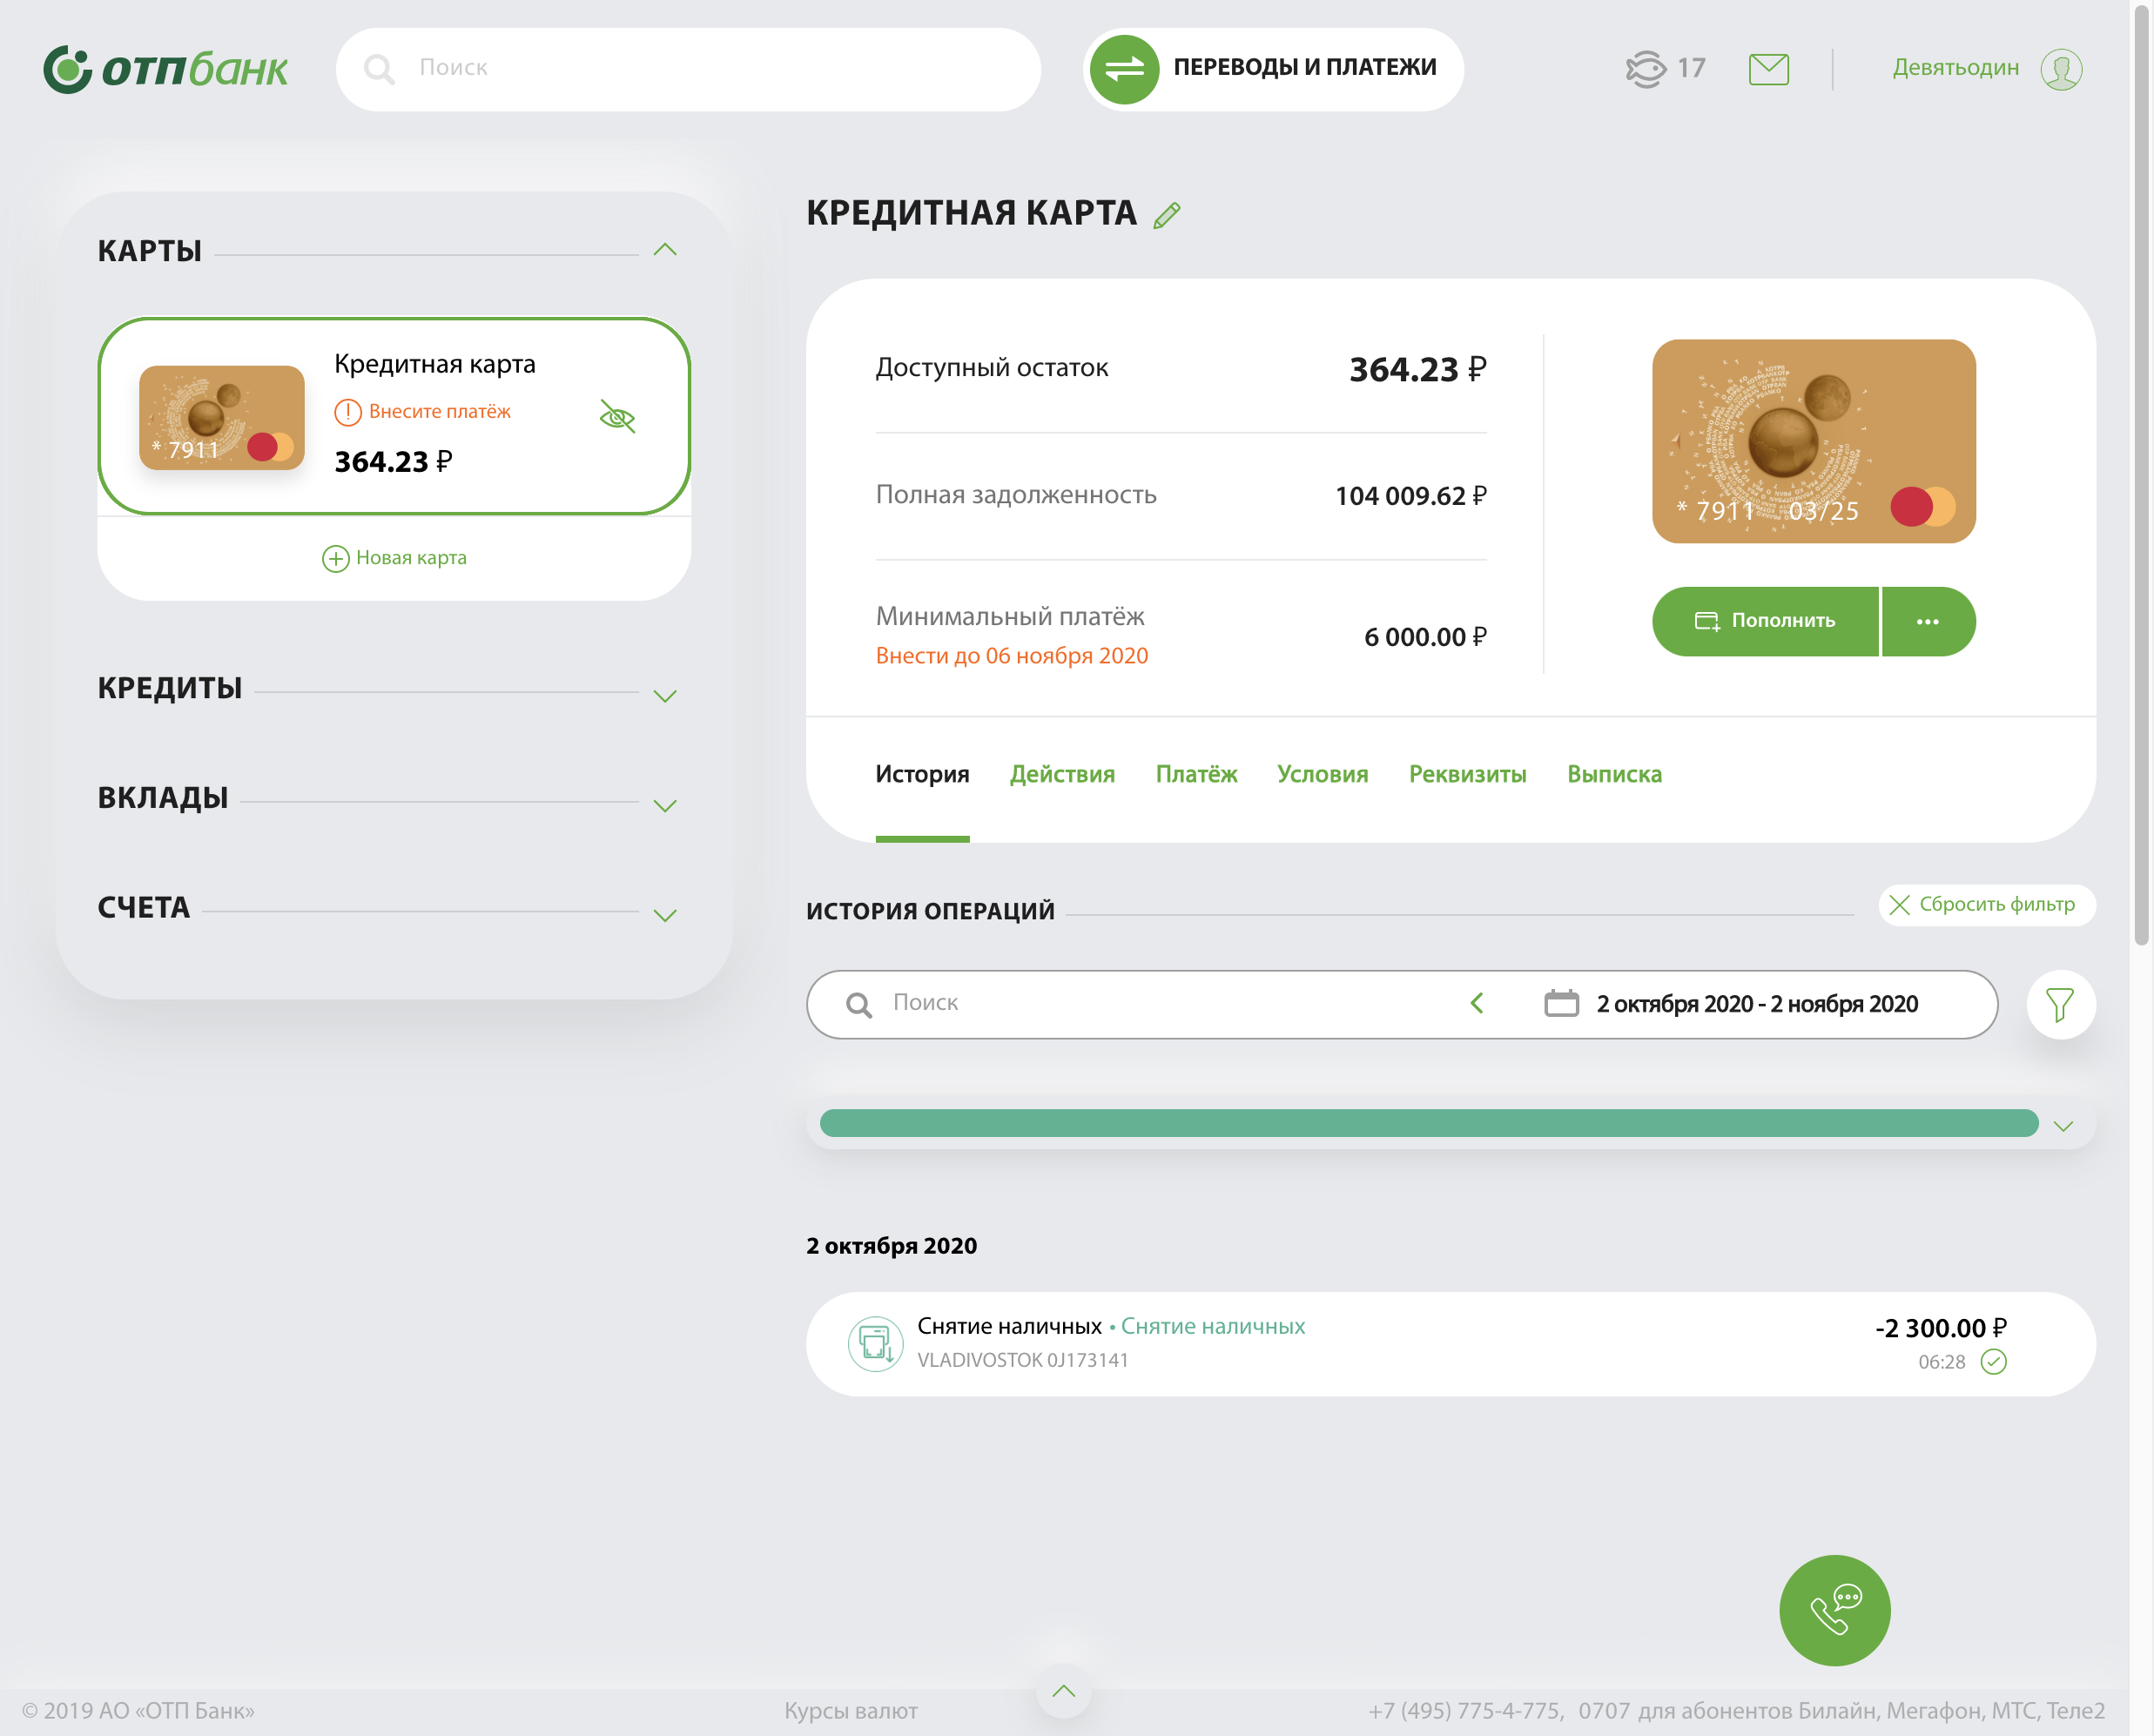 отпбанк
Поиск
ПЕРЕВОДЫ И ПЛАТЕЖИ
17
Девятьодин
КАРТЫ
Кредитная карта
Внесите платёж
364.23 ₽
* 7911
Новая карта
КРЕДИТЫ
ВКЛАДЫ
СЧЕТА
КРЕДИТНАЯ КАРТА
Доступный остаток 364.23 ₽
Полная задолженность 104 009.62 ₽
Минимальный платёж 6 000.00 ₽
Внести до 06 ноября 2020
* 7911 03/25
Пополнить
История Действия Платёж Условия Реквизиты Выписка
ИСТОРИЯ ОПЕРАЦИЙ
Сбросить фильтр
Поиск
2 октября 2020 - 2 ноября 2020
2 октября 2020
Снятие наличных • Снятие наличных -2 300.00 ₽
VLADIVOSTOK 0J173141 06:28
© 2019 АО «ОТП Банк» Курсы валют +7 (495) 775-4-775, 0707 для абонентов Билайн, Мегафон, МТС, Теле2